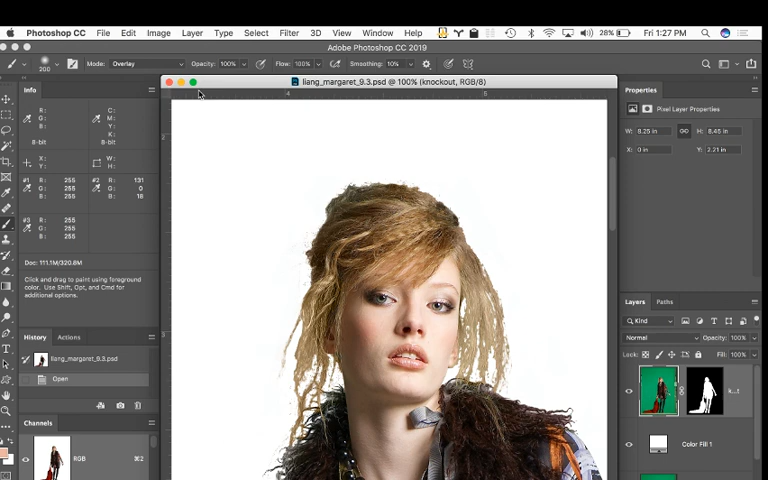 Photoshop CC File Edit Image Layer Type Select Filter 3D View Window Help 28% Fri 1:27 PM
Adobe Photoshop CC 2019
200 Mode: Overlay Opacity: 100% Flow: 100% Smoothing: 10%
liang_margaret_9.3.psd @ 100% (knockout, RGB/8)
Info
R: G: B: C: M: Y: K:
8-bit 8-bit
X: Y: W: H:
#1 R: 255 G: 255 B: 255 #2 R: 131 G: 0 B: 18
#3 R: 255 G: 255 B: 255
Doc: 111.1M/320.8M
Click and drag to paint using foreground
color. Use Shift, Opt, and Cmd for
additional options.
History Actions
liang_margaret_9.3.psd
Open
Channels
RGB ⌘2
4 5
2
3
Properties
Pixel Layer Properties
W: 8.25 in H: 8.46 in
X: 0 in Y: 2.21 in
Layers Paths
Kind
Normal Opacity: 100%
Lock: Fill: 100%
k...t
Color Fill 1